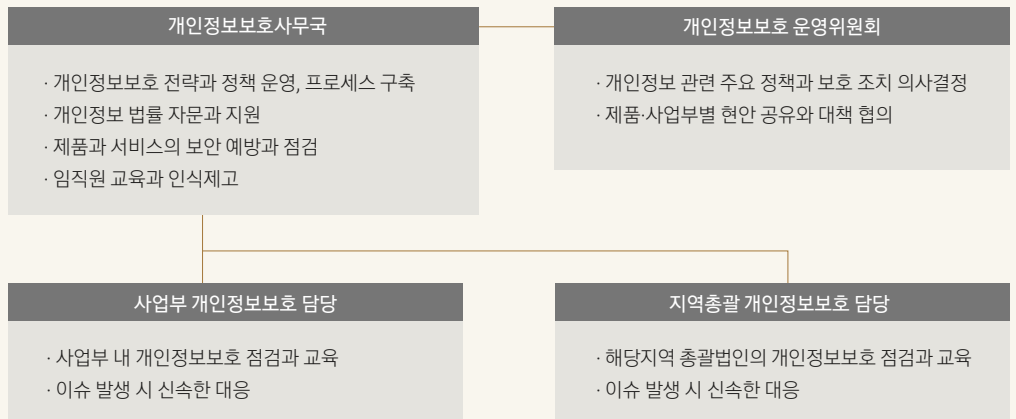 개인정보보호사무국
· 개인정보보호 전략과 정책 운영, 프로세스 구축
· 개인정보 법률 자문과 지원
· 제품과 서비스의 보안 예방과 점검
· 임직원 교육과 인식제고
개인정보보호 운영위원회
· 개인정보 관련 주요 정책과 보호 조치 의사결정
· 제품·사업부별 현안 공유와 대책 협의
사업부 개인정보보호 담당
· 사업부 내 개인정보보호 점검과 교육
· 이슈 발생 시 신속한 대응
지역총괄 개인정보보호 담당
· 해당지역 총괄법인의 개인정보보호 점검과 교육
· 이슈 발생 시 신속한 대응